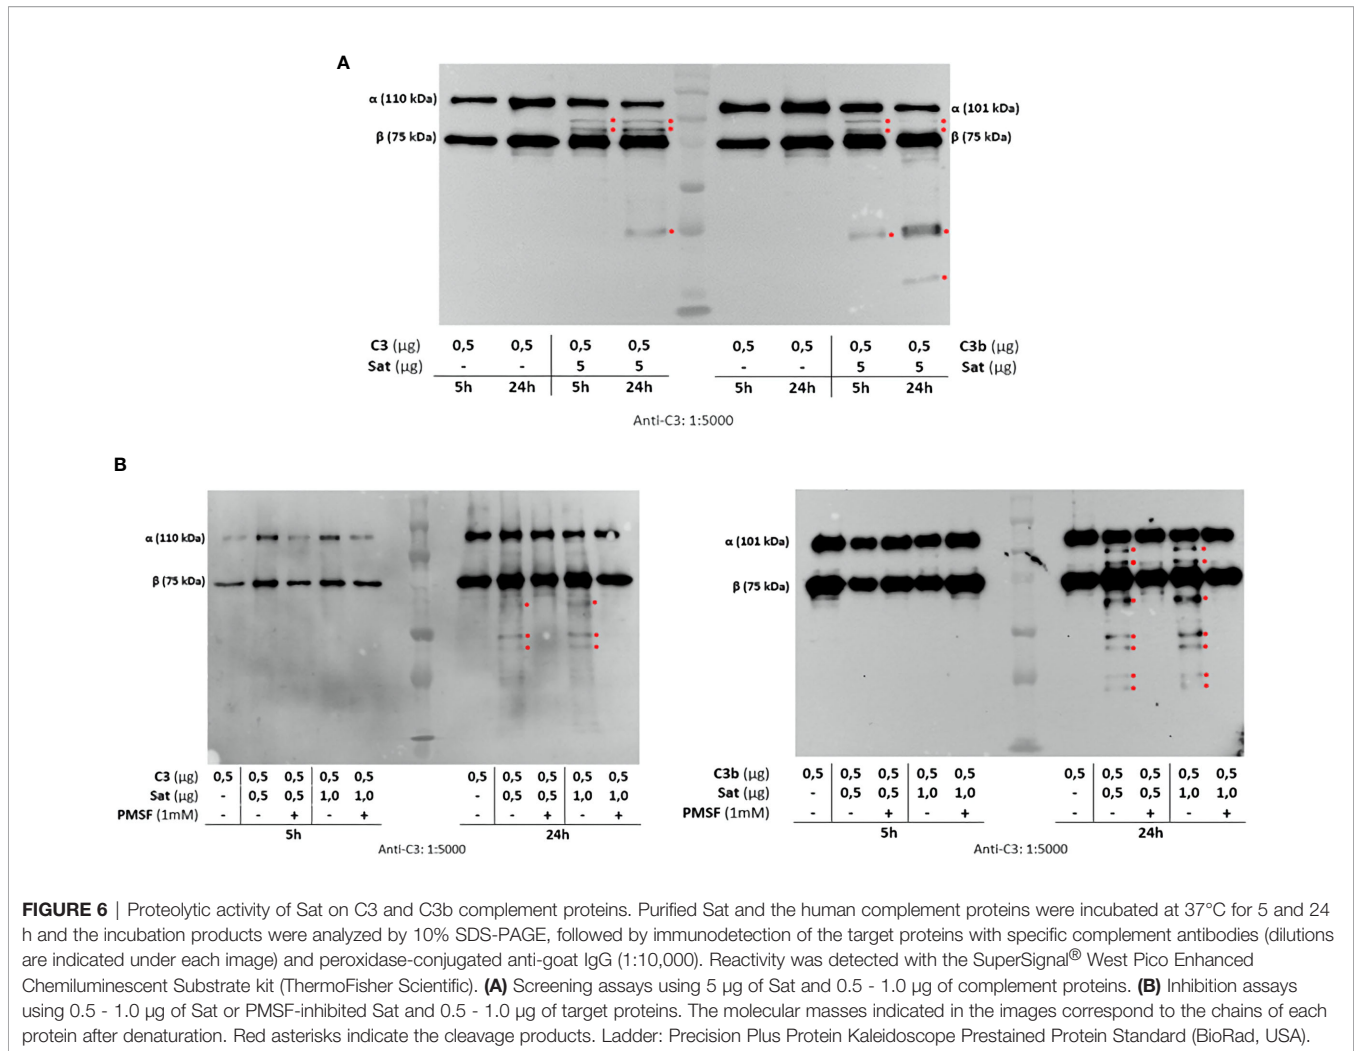 A
α (110 kDa)
β (75 kDa)
α (101 kDa)
β (75 kDa)
C3 (µg) 0,5 0,5 0,5 0,5 0,5 0,5 0,5 0,5 C3b (µg)
Sat (µg) - - 5 5 - - 5 5 Sat (µg)
5h 24h 5h 24h 5h 24h 5h 24h
Anti-C3: 1:5000
B
α (110 kDa)
β (75 kDa)
C3 (µg) 0,5 0,5 0,5 0,5 0,5 0,5 0,5 0,5 0,5 0,5
Sat (µg) - 0,5 0,5 1,0 1,0 - 0,5 0,5 1,0 1,0
PMSF (1mM) - - + - + - - + - +
5h 24h
Anti-C3: 1:5000
α (101 kDa)
β (75 kDa)
C3b (µg) 0,5 0,5 0,5 0,5 0,5 0,5 0,5 0,5 0,5 0,5
Sat (µg) - 0,5 0,5 1,0 1,0 - 0,5 0,5 1,0 1,0
PMSF (1mM) - - + - + - - + - +
5h 24h
Anti-C3: 1:5000
FIGURE 6 | Proteolytic activity of Sat on C3 and C3b complement proteins. Purified Sat and the human complement proteins were incubated at 37°C for 5 and 24
h and the incubation products were analyzed by 10% SDS-PAGE, followed by immunodetection of the target proteins with specific complement antibodies (dilutions
are indicated under each image) and peroxidase-conjugated anti-goat IgG (1:10,000). Reactivity was detected with the SuperSignal® West Pico Enhanced
Chemiluminescent Substrate kit (ThermoFisher Scientific). (A) Screening assays using 5 µg of Sat and 0.5 - 1.0 µg of complement proteins. (B) Inhibition assays
using 0.5 - 1.0 µg of Sat or PMSF-inhibited Sat and 0.5 - 1.0 µg of target proteins. The molecular masses indicated in the images correspond to the chains of each
protein after denaturation. Red asterisks indicate the cleavage products. Ladder: Precision Plus Protein Kaleidoscope Prestained Protein Standard (BioRad, USA).